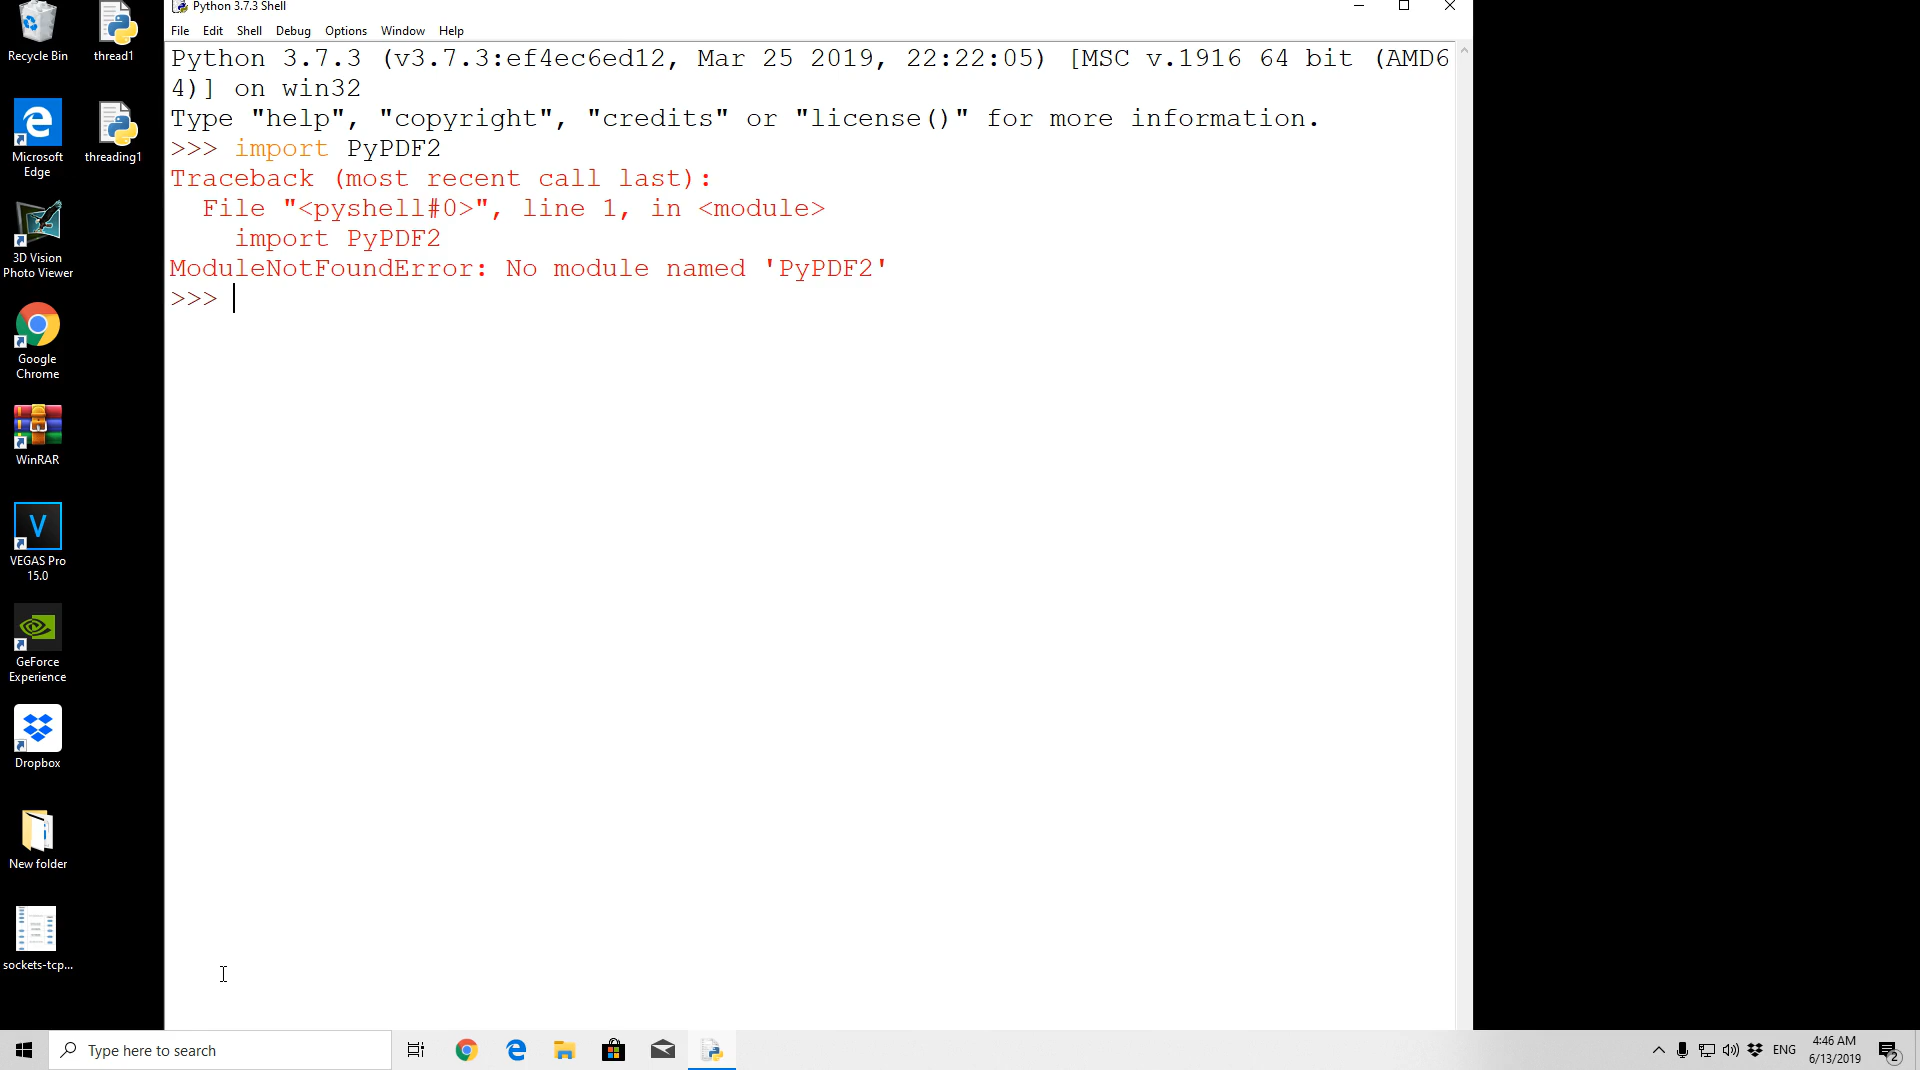 Python 3.7.3 Shell
File Edit Shell Debug Options Window Help
Python 3.7.3 (v3.7.3:ef4ec6ed12, Mar 25 2019, 22:22:05) [MSC v.1916 64 bit (AMD6
4)] on win32
Type "help", "copyright", "credits" or "license()" for more information.
>>> import PyPDF2
Traceback (most recent call last):
  File "<pyshell#0>", line 1, in <module>
    import PyPDF2
ModuleNotFoundError: No module named 'PyPDF2'
>>>
Recycle Bin
thread1
Microsoft
Edge
threading1
3D Vision
Photo Viewer
Google
Chrome
WinRAR
VEGAS Pro
15.0
GeForce
Experience
Dropbox
New folder
sockets-tcp...
Type here to search
ENG
4:46 AM
6/13/2019
2